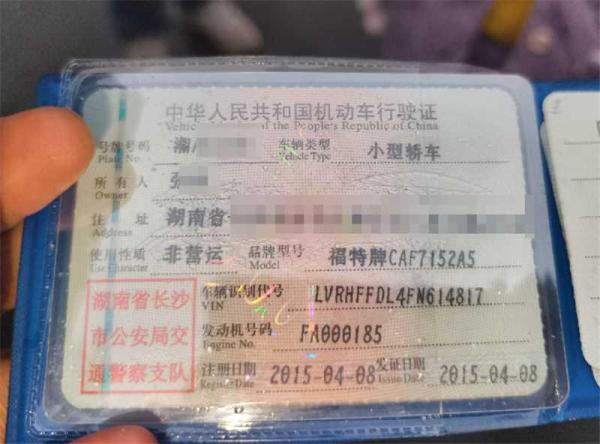 中华人民共和国机动车行驶证
Vehicle of the People's Republic of China
号牌号码 湘 车辆类型 小型轿车
Plate No. Vehicle Type
所有人 张
Owner
住址 湖南省
Address
使用性质 非营运 品牌型号 福特牌CAF7152A5
Use Character Model
湖南省长沙
市公安局交
通警察支队
车辆识别代号 LVRHFFDL4FN614817
VIN
发动机号码 FA000185
Engine No.
注册日期 2015-04-08 发证日期 2015-04-08
Register Date Issue Date